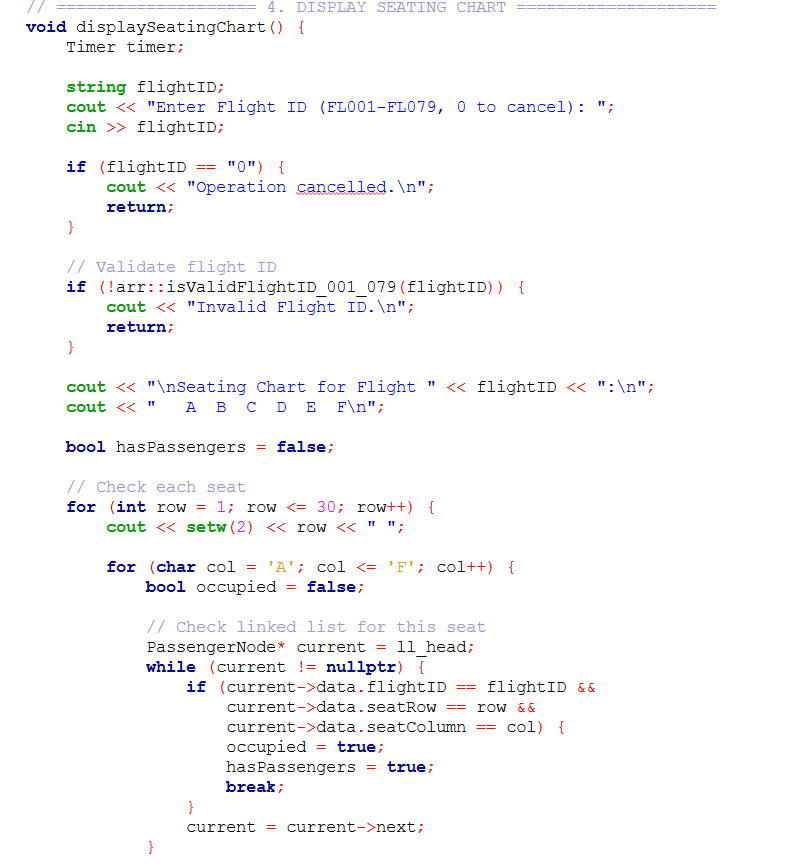 // ==================== 4. DISPLAY SEATING CHART ====================
void displaySeatingChart() {
    Timer timer;

    string flightID;
    cout << "Enter Flight ID (FL001-FL079, 0 to cancel): ";
    cin >> flightID;

    if (flightID == "0") {
        cout << "Operation cancelled.\n";
        return;
    }

    // Validate flight ID
    if (!arr::isValidFlightID_001_079(flightID)) {
        cout << "Invalid Flight ID.\n";
        return;
    }

    cout << "\nSeating Chart for Flight " << flightID << ":\n";
    cout << "   A  B  C  D  E  F\n";

    bool hasPassengers = false;

    // Check each seat
    for (int row = 1; row <= 30; row++) {
        cout << setw(2) << row << " ";

        for (char col = 'A'; col <= 'F'; col++) {
            bool occupied = false;

            // Check linked list for this seat
            PassengerNode* current = ll_head;
            while (current != nullptr) {
                if (current->data.flightID == flightID &&
                    current->data.seatRow == row &&
                    current->data.seatColumn == col) {
                    occupied = true;
                    hasPassengers = true;
                    break;
                }
                current = current->next;
            }